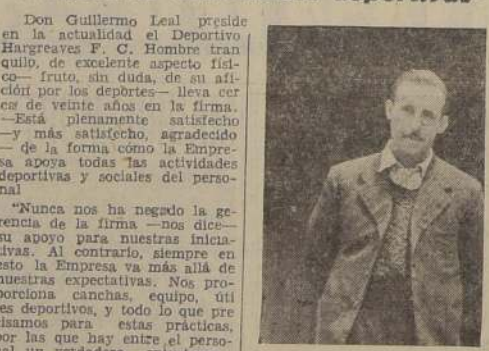 Don Guillermo Leal preside
en la actualidad el Deportivo
Hargreaves F. C. Hombre tran
quilo, de excelente aspecto físi-
co— fruto, sin duda, de su afi-
ción por los deportes— lleva cer
ca de veinte años en la firma.
—Está plenamente satisfecho
—y más satisfecho, agradecido
— de la forma cómo la Empre-
sa apoya todas las actividades
deportivas y sociales del perso-
nal
"Nunca nos ha negado la ge-
rencia de la firma —nos dice—
su apoyo para nuestras inicia-
tivas. Al contrario, siempre en
esto la Empresa va más allá de
nuestras expectativas. Nos pro-
porciona canchas, equipo, úti
es deportivos, y todo lo que pre
cisamos para estas prácticas,
por las que hay entre el perso-